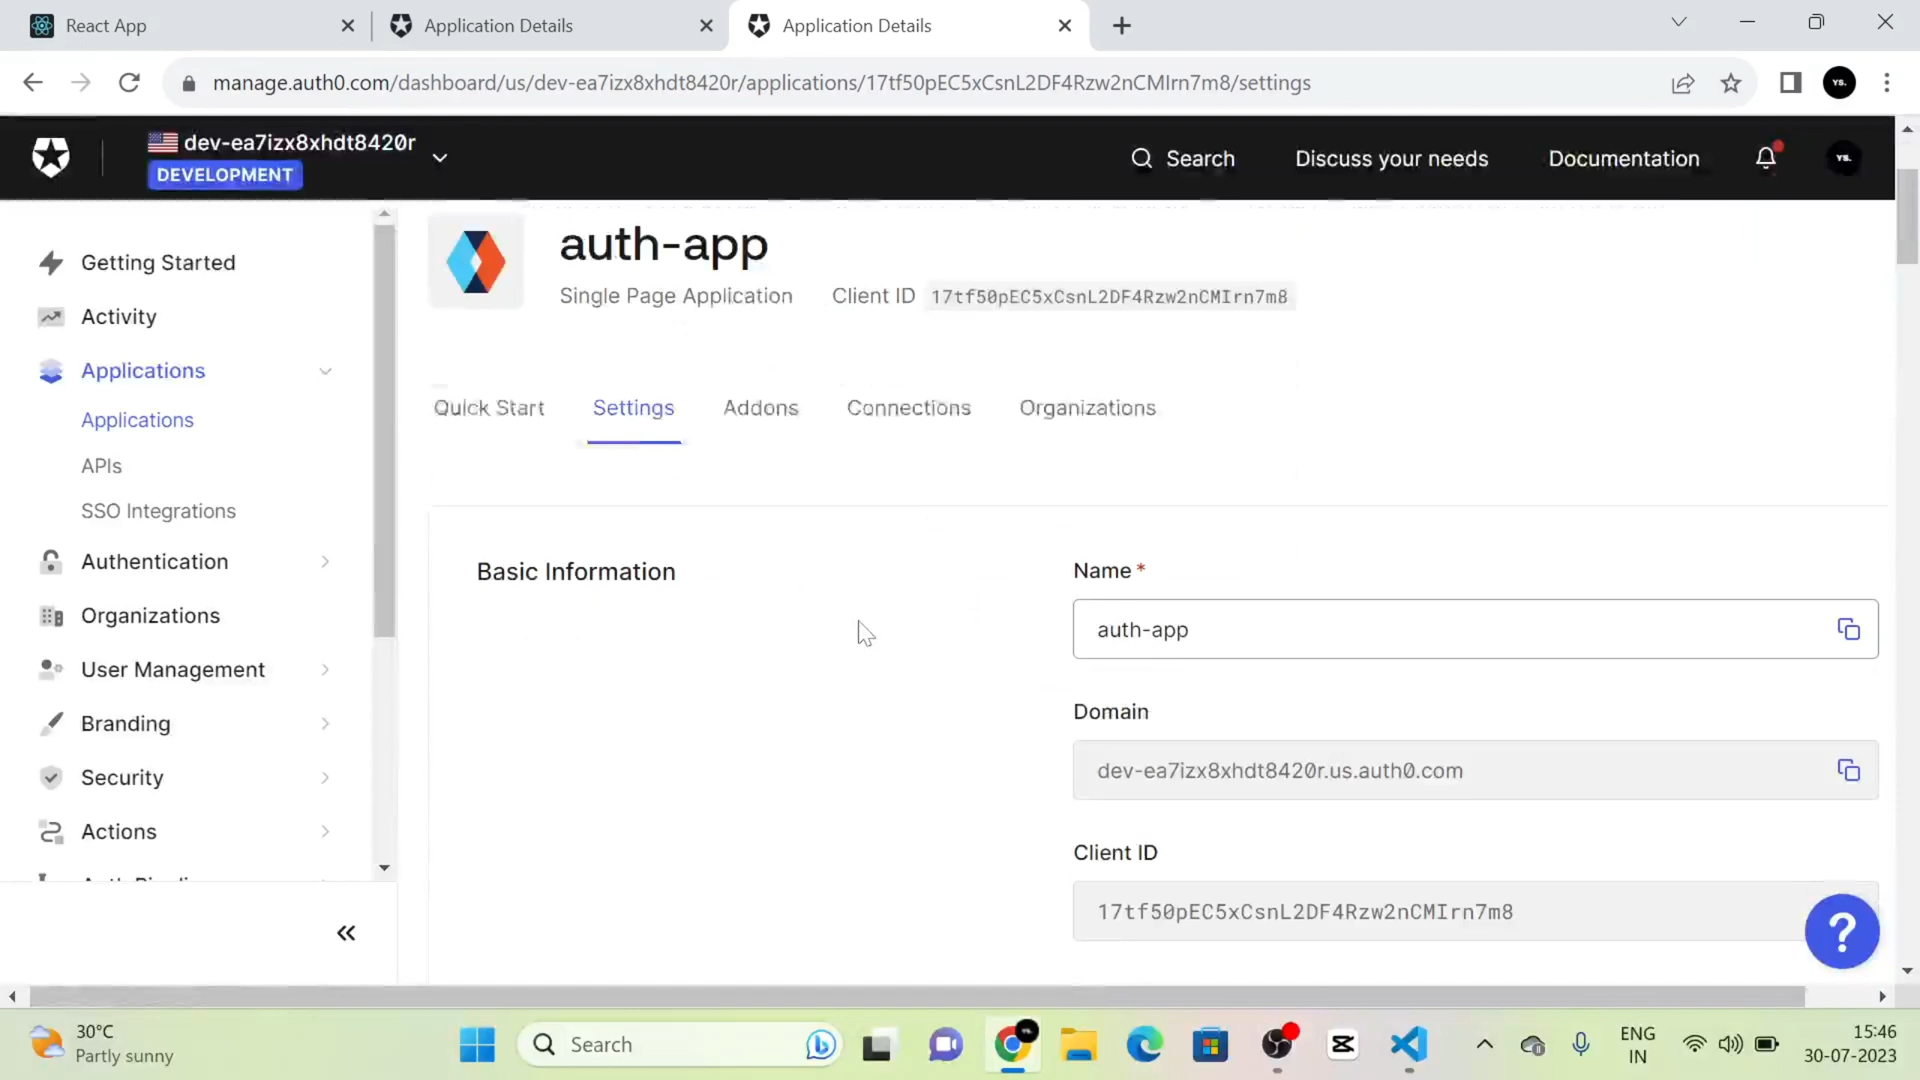 React App
Application Details
Application Details
manage.auth0.com/dashboard/us/dev-ea7izx8xhdt8420r/applications/17tf50pEC5xCsnL2DF4Rzw2nCMIrn7m8/settings
YS.
dev-ea7izx8xhdt8420r
DEVELOPMENT
Search
Discuss your needs
Documentation
YS.
Getting Started
Activity
Applications
Applications
APIs
SSO Integrations
Authentication
Organizations
User Management
Branding
Security
Actions
auth-app
Single Page Application
Client ID 17tf50pEC5xCsnL2DF4Rzw2nCMIrn7m8
Quick Start
Settings
Addons
Connections
Organizations
Basic Information
Name *
auth-app
Domain
dev-ea7izx8xhdt8420r.us.auth0.com
Client ID
17tf50pEC5xCsnL2DF4Rzw2nCMIrn7m8
?
30°C
Partly sunny
Search
ENG
IN
15:46
30-07-2023